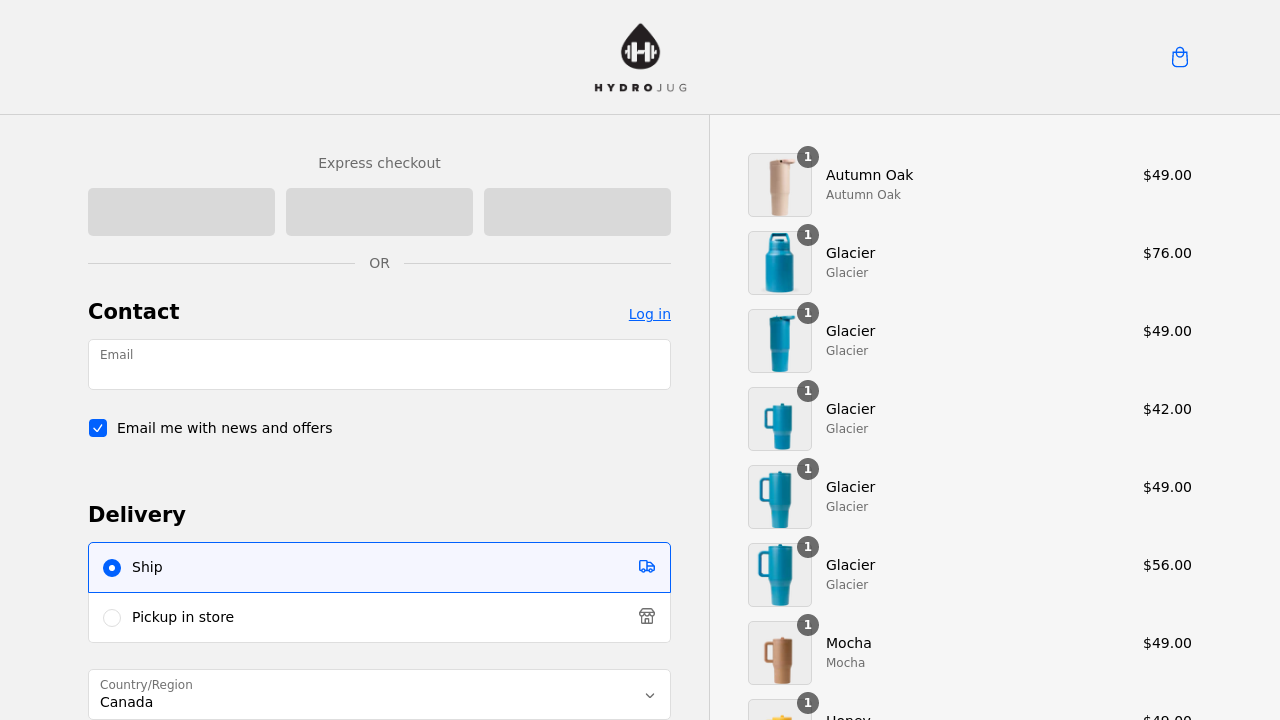 HYDROJUG
Express checkout
OR
Contact
Log in
Email
Email me with news and offers
Delivery
Ship
Pickup in store
Country/Region
Canada
1
Autumn Oak
$49.00
Autumn Oak
1
Glacier
$76.00
Glacier
1
Glacier
$49.00
Glacier
1
Glacier
$42.00
Glacier
1
Glacier
$49.00
Glacier
1
Glacier
$56.00
Glacier
1
Mocha
$49.00
Mocha
1
Honey
$49.00